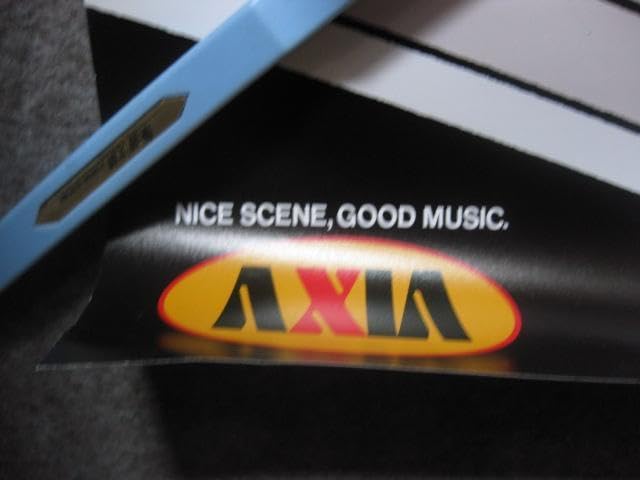 NICE SCENE, GOOD MUSIC.
AXIA